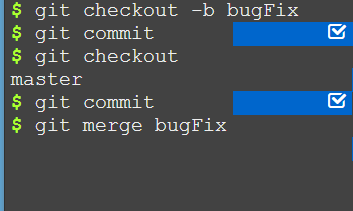 $ git checkout -b bugFix
$ git commit
$ git checkout
master
$ git commit
$ git merge bugFix